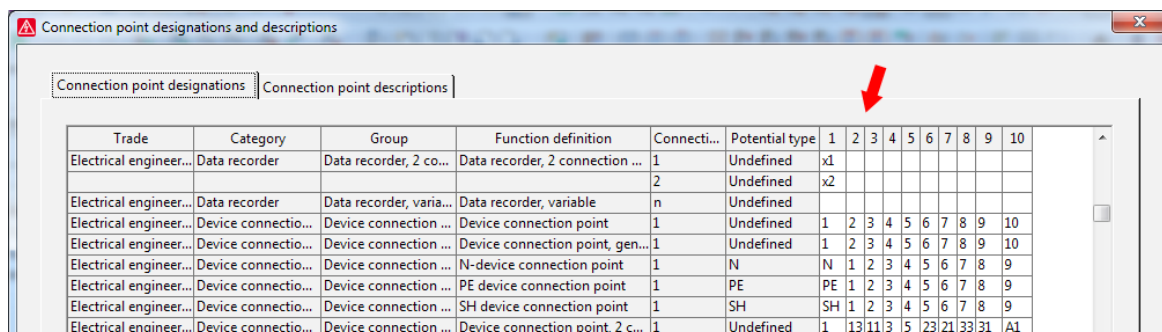 Connection point designations and descriptions
Connection point designations Connection point descriptions
Trade Category Group Function definition Connecti... Potential type 1 2 3 4 5 6 7 8 9 10
Electrical engineer... Data recorder Data recorder, 2 co... Data recorder, 2 connection ... 1 Undefined x1
2 Undefined x2
Electrical engineer... Data recorder Data recorder, varia... Data recorder, variable n Undefined
Electrical engineer... Device connectio... Device connection ... Device connection point 1 Undefined 1 2 3 4 5 6 7 8 9 10
Electrical engineer... Device connectio... Device connection ... Device connection point, gen... 1 Undefined 1 2 3 4 5 6 7 8 9 10
Electrical engineer... Device connectio... Device connection ... N-device connection point 1 N N 1 2 3 4 5 6 7 8 9
Electrical engineer... Device connectio... Device connection ... PE device connection point 1 PE PE 1 2 3 4 5 6 7 8 9
Electrical engineer... Device connectio... Device connection ... SH device connection point 1 SH SH 1 2 3 4 5 6 7 8 9
Electrical engineer... Device connectio... Device connection ... Device connection point, 2 c... 1 Undefined 1 13 11 3 5 23 21 33 31 A1